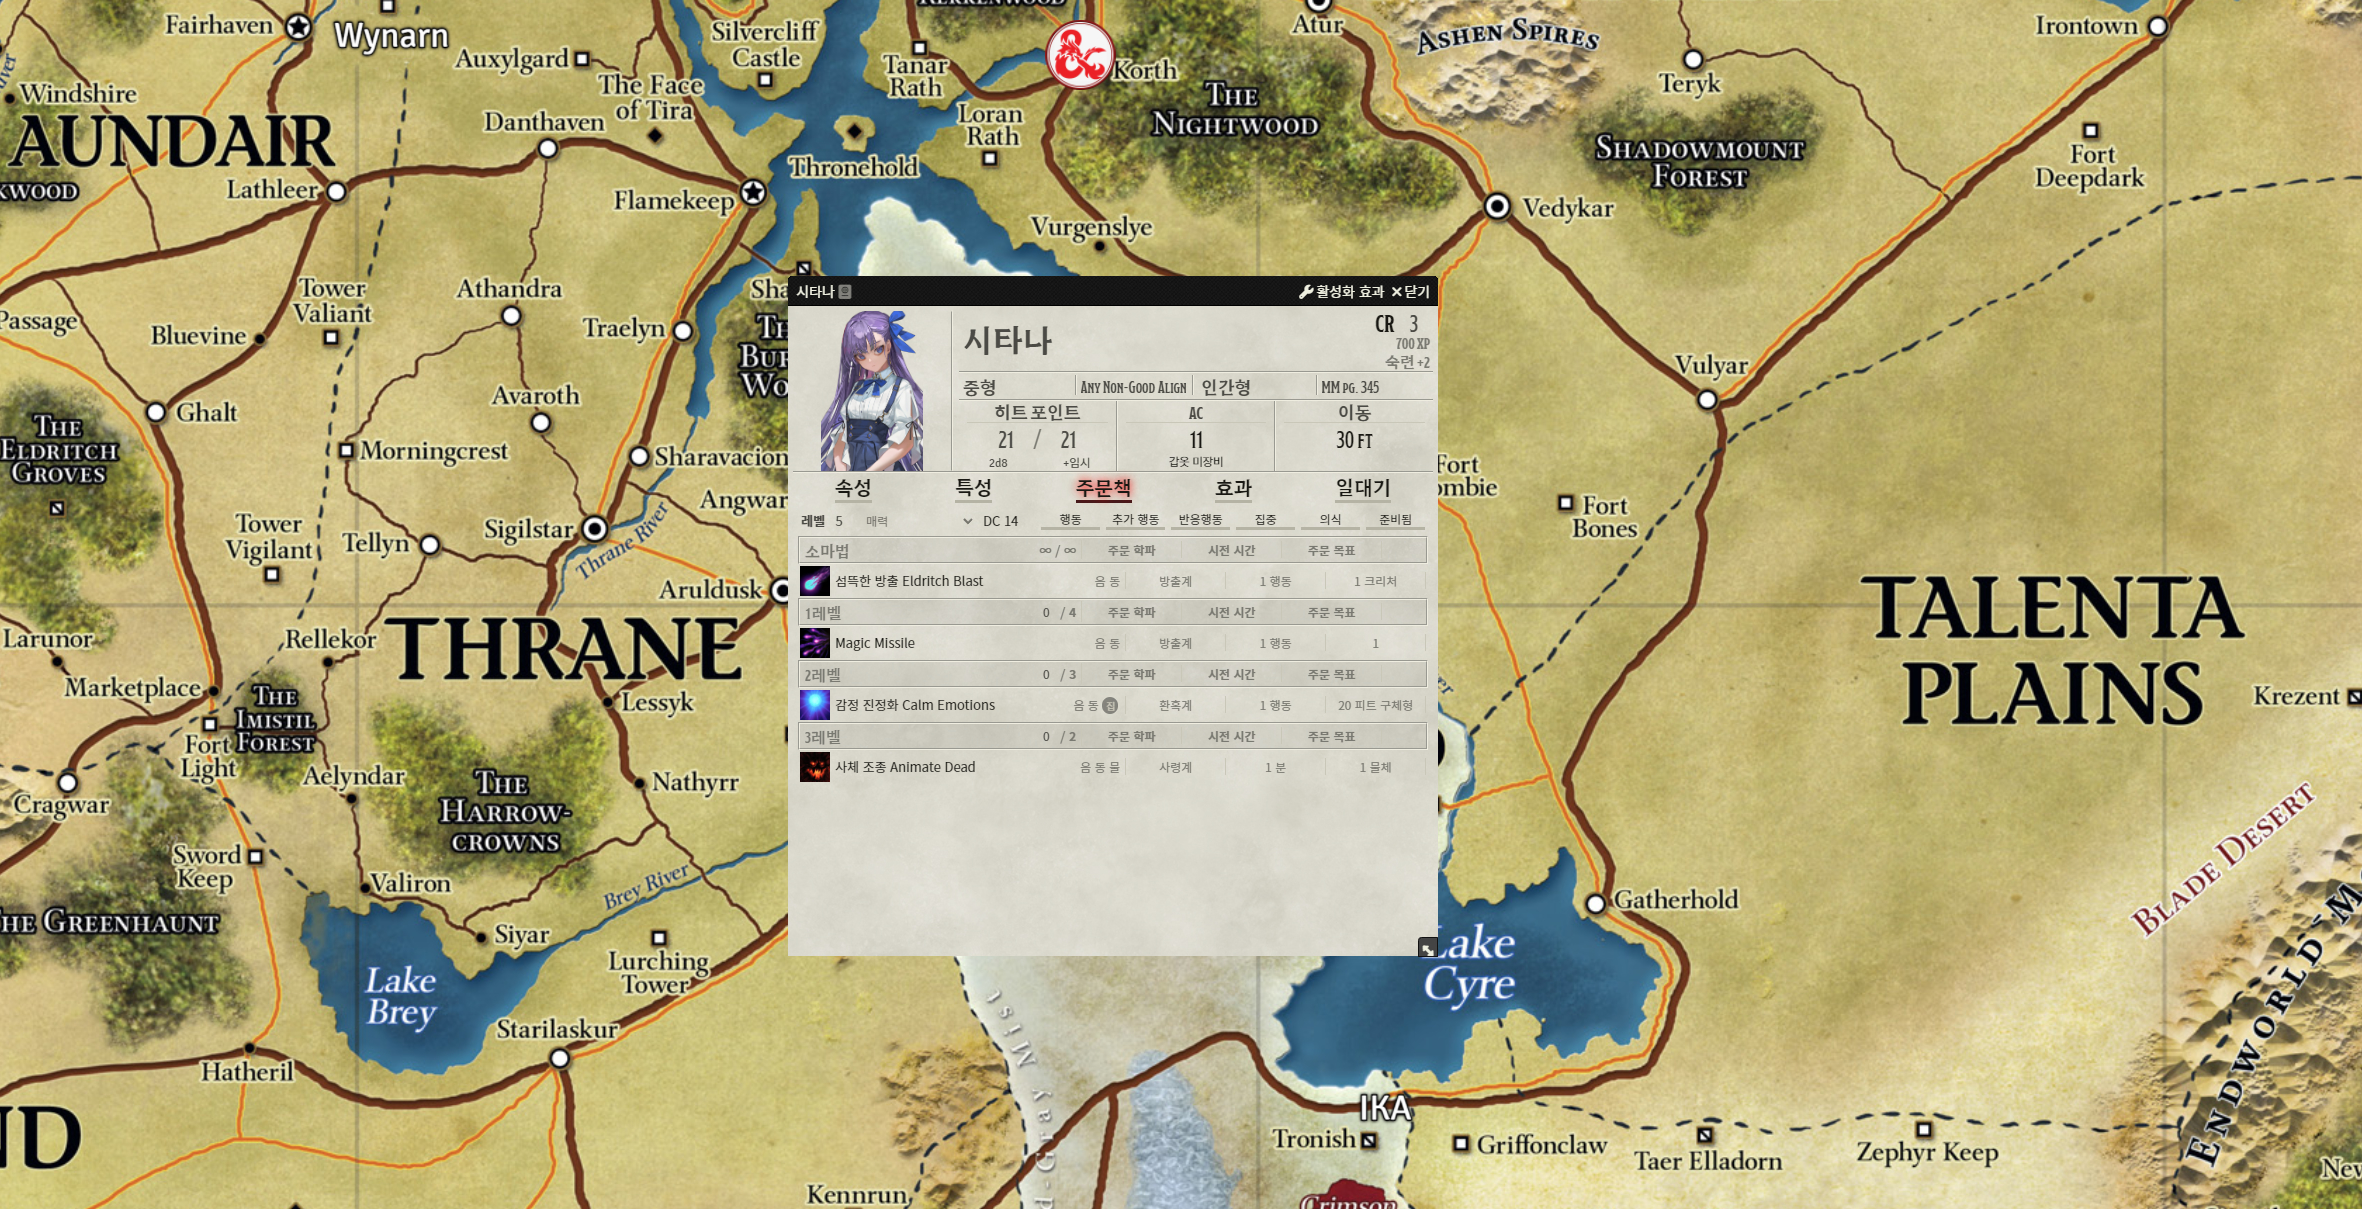 Fairhaven
Wynarn
Auxylgard
Silvercliff
Castle
The Face
of Tira
Tanar
Rath
Korth
Atur
ASHEN SPIRES
Teryk
Irontown
Windshire
AUNDAIR
Danthaven
Loran
Rath
THE
NIGHTWOOD
SHADOWMOUNT
FOREST
Fort
Deepdark
Thronehold
Lathleer
Flamekeep
Vurgenslye
Vedykar
Tower
Valiant
Athandra
Passage
Bluevine
Traelyn
Vulyar
Avaroth
Ghalt
THE
ELDRITCH
GROVES
Morningcrest
Sharavacion
Angwar
Fort
Bones
Tower
Vigilant
Tellyn
Sigilstar
Thrane River
Aruldusk
시타나
활성화 효과
닫기
시타나
CR 3
700 XP
숙련 +2
중형
ANY NON-GOOD ALIGN
인간형
MM PG. 345
히트 포인트
AC
이동
21 / 21
11
30 FT
2d8
+임시
갑옷 미장비
속성
특성
주문책
효과
일대기
레벨 5 매력 DC 14 행동 추가 행동 반응행동 집중 의식 준비됨
소마법 ∞ / ∞ 주문 학파 시전 시간 주문 목표
섬뜩한 방출 Eldritch Blast 음 동 방출계 1 행동 1 크리처
1레벨 0 / 4 주문 학파 시전 시간 주문 목표
Magic Missile 음 동 방출계 1 행동 1
2레벨 0 / 3 주문 학파 시전 시간 주문 목표
감정 진정화 Calm Emotions 음 동 집 환혹계 1 행동 20 피트 구체형
3레벨 0 / 2 주문 학파 시전 시간 주문 목표
사체 조종 Animate Dead 음 동 물 사령계 1 분 1 물체
Larunor
Rellekor
THRANE
TALENTA
PLAINS
Marketplace
THE
IMISTIL
FOREST
Lessyk
Krezent
Fort
Light
Aelyndar
Cragwar
THE
HARROW-
CROWNS
Nathyrr
Sword
Keep
Valiron
Brey River
BLADE DESERT
Gatherhold
THE GREENHAUNT
Siyar
Lake
Brey
Lurching
Tower
Lake
Cyre
ENDWORLD
Starilaskur
Hatheril
IKA
Tronish
Griffonclaw
Taer Elladorn
Zephyr Keep
Kennrun
Crimson